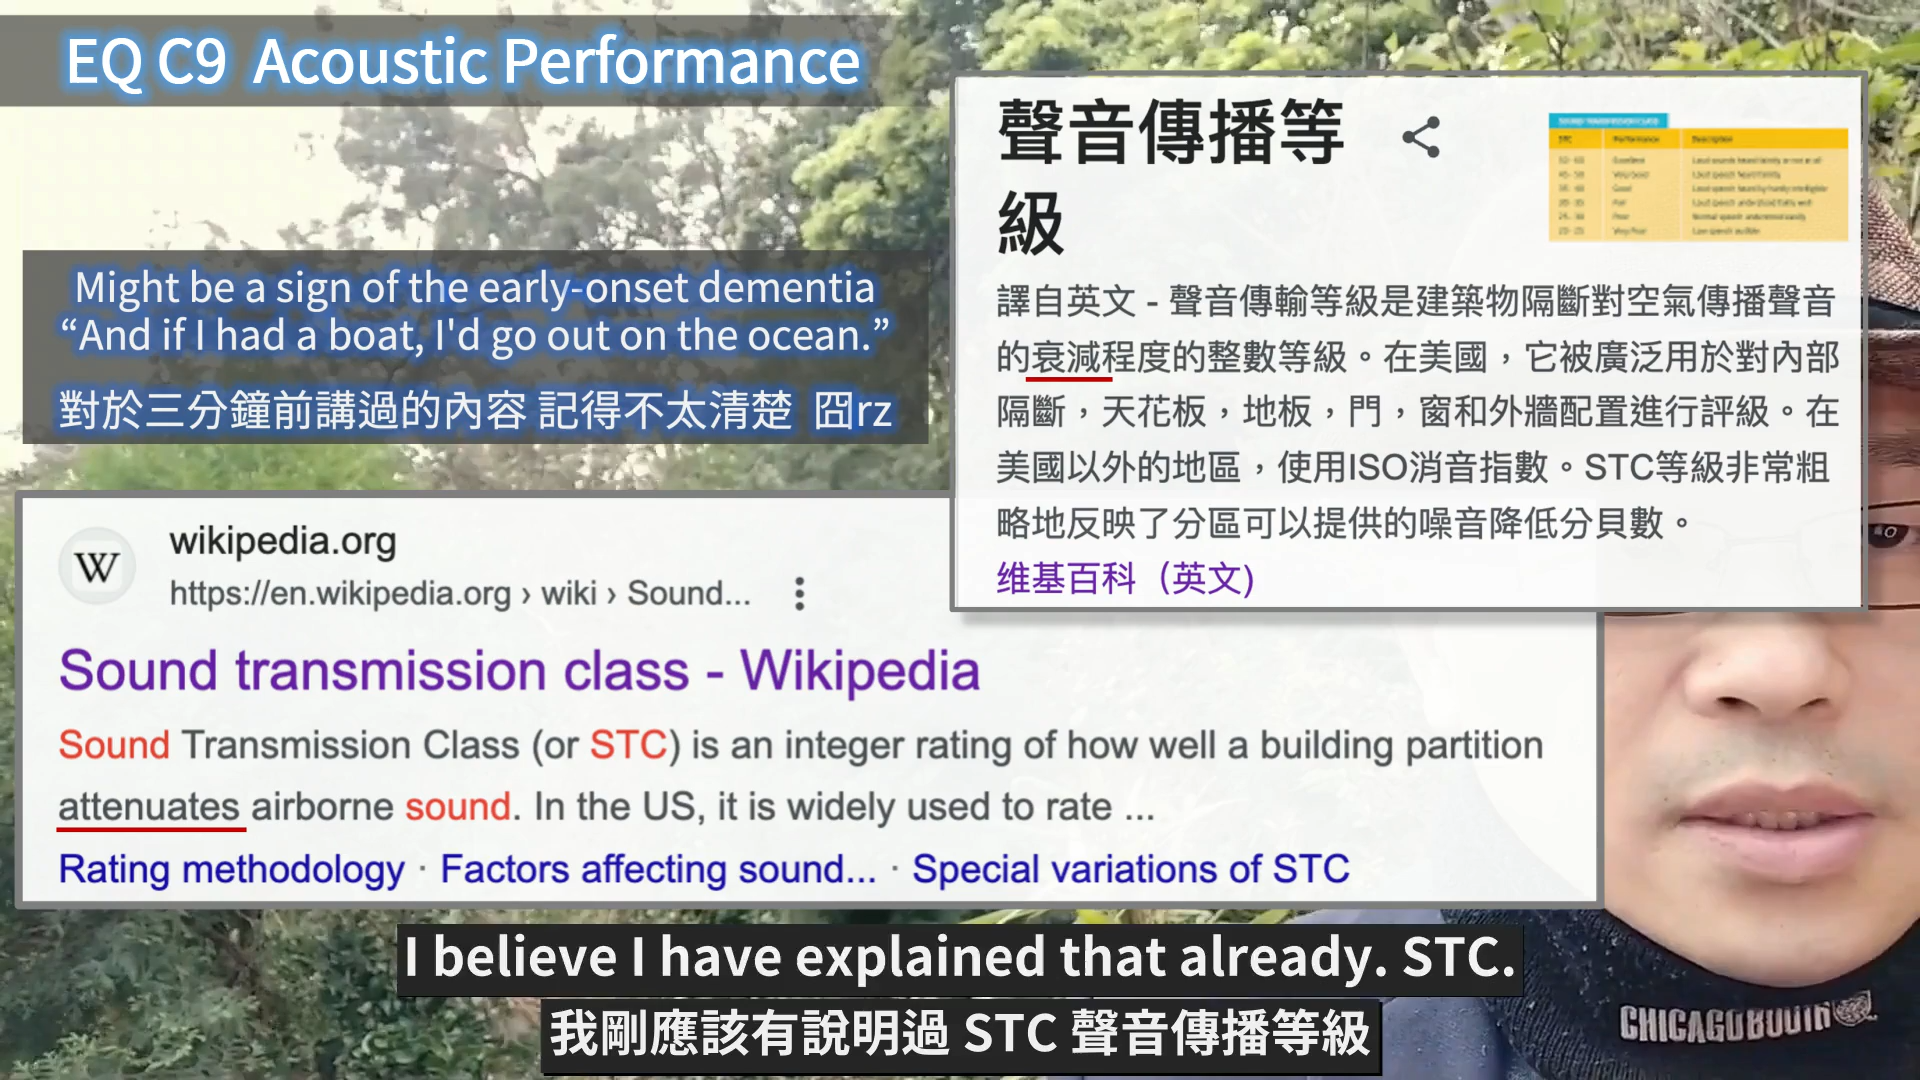 EQ C9 Acoustic Performance
Might be a sign of the early-onset dementia
“And if I had a boat, I'd go out on the ocean.”
對於三分鐘前講過的內容 記得不太清楚 囧rz
聲音傳播等
級
譯自英文 - 聲音傳輸等級是建築物隔斷對空氣傳播聲音
的衰減程度的整數等級。在美國，它被廣泛用於對內部
隔斷，天花板，地板，門，窗和外牆配置進行評級。在
美國以外的地區，使用ISO消音指數。STC等級非常粗
略地反映了分區可以提供的噪音降低分貝數。
维基百科（英文)
W
wikipedia.org
https://en.wikipedia.org › wiki › Sound...
Sound transmission class - Wikipedia
Sound Transmission Class (or STC) is an integer rating of how well a building partition
attenuates airborne sound. In the US, it is widely used to rate ...
Rating methodology · Factors affecting sound... · Special variations of STC
I believe I have explained that already. STC.
我剛應該有說明過 STC 聲音傳播等級